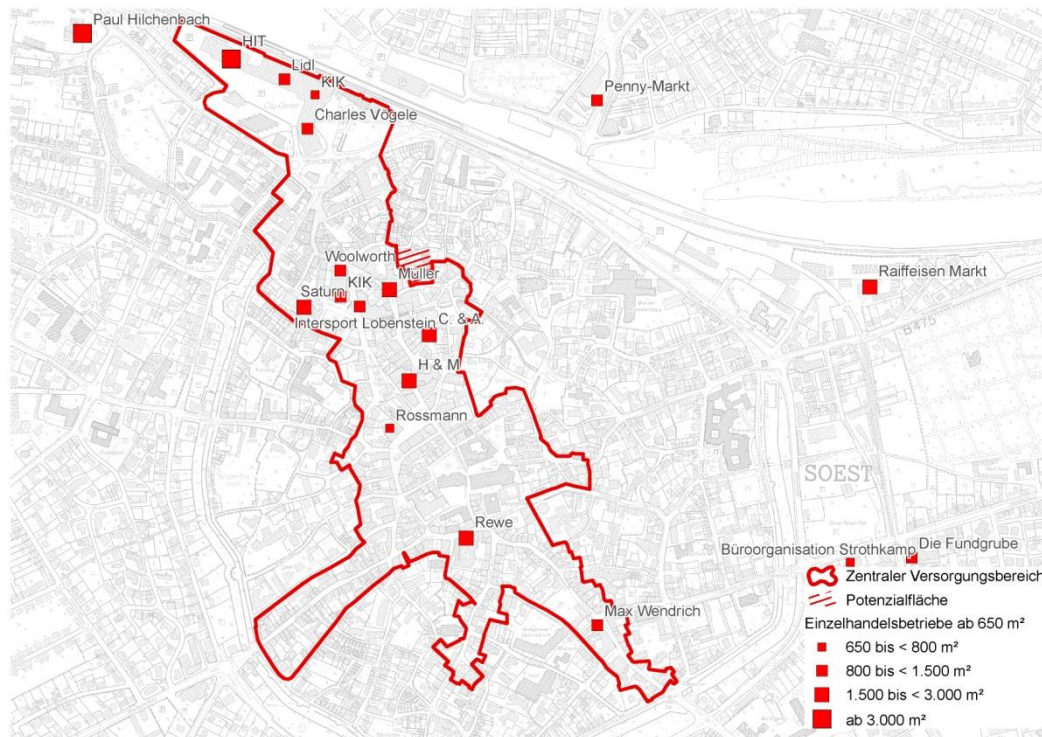 Paul Hilchenbach
HIT
Lidl
KIK
Charles Vögele
Penny-Markt
Woolworth
Müller
KIK
Saturn
Intersport Lobenstein
C. & A.
Raiffeisen Markt
B475
H & M
Rossmann
SOEST
Rewe
Büroorganisation Strothkamp
Die Fundgrube
Max Wendrich
Zentraler Versorgungsbereich
Potenzialfläche
Einzelhandelsbetriebe ab 650 m²
650 bis < 800 m²
800 bis < 1.500 m²
1.500 bis < 3.000 m²
ab 3.000 m²